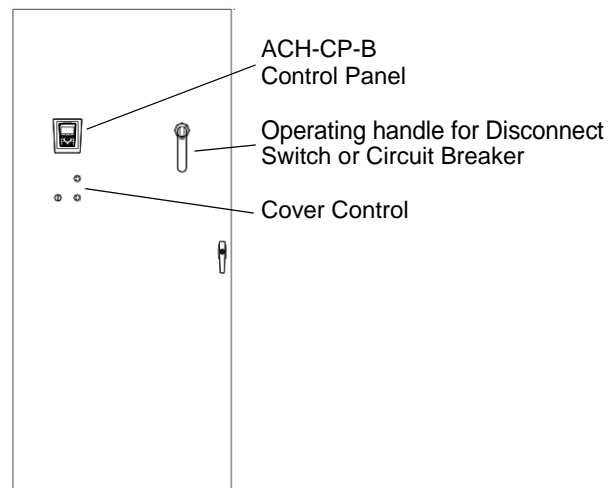 ACH-CP-B
Control Panel
Operating handle for Disconnect
Switch or Circuit Breaker
Cover Control